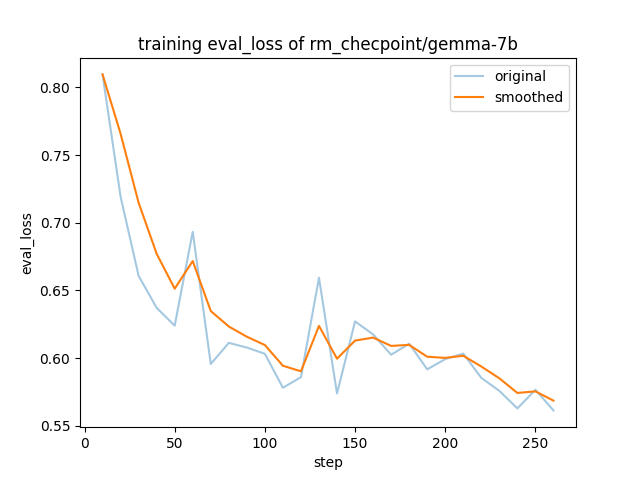 training eval_loss of rm_checpoint/gemma-7b
original
smoothed
0.80
0.75
0.70
0.65
0.60
0.55
eval_loss
0 50 100 150 200 250
step